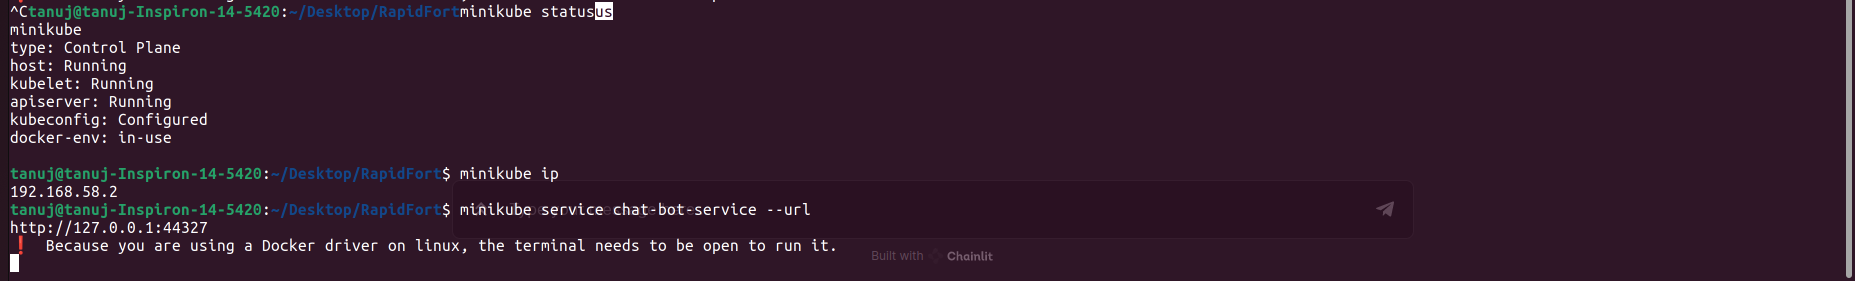 ^Ctanuj@tanuj-Inspiron-14-5420:~/Desktop/RapidFortminikube statusus
minikube
type: Control Plane
host: Running
kubelet: Running
apiserver: Running
kubeconfig: Configured
docker-env: in-use
tanuj@tanuj-Inspiron-14-5420:~/Desktop/RapidFort$ minikube ip
192.168.58.2
tanuj@tanuj-Inspiron-14-5420:~/Desktop/RapidFort$ minikube service chat-bot-service --url
http://127.0.0.1:44327
❗ Because you are using a Docker driver on linux, the terminal needs to be open to run it.
Built with Chainlit